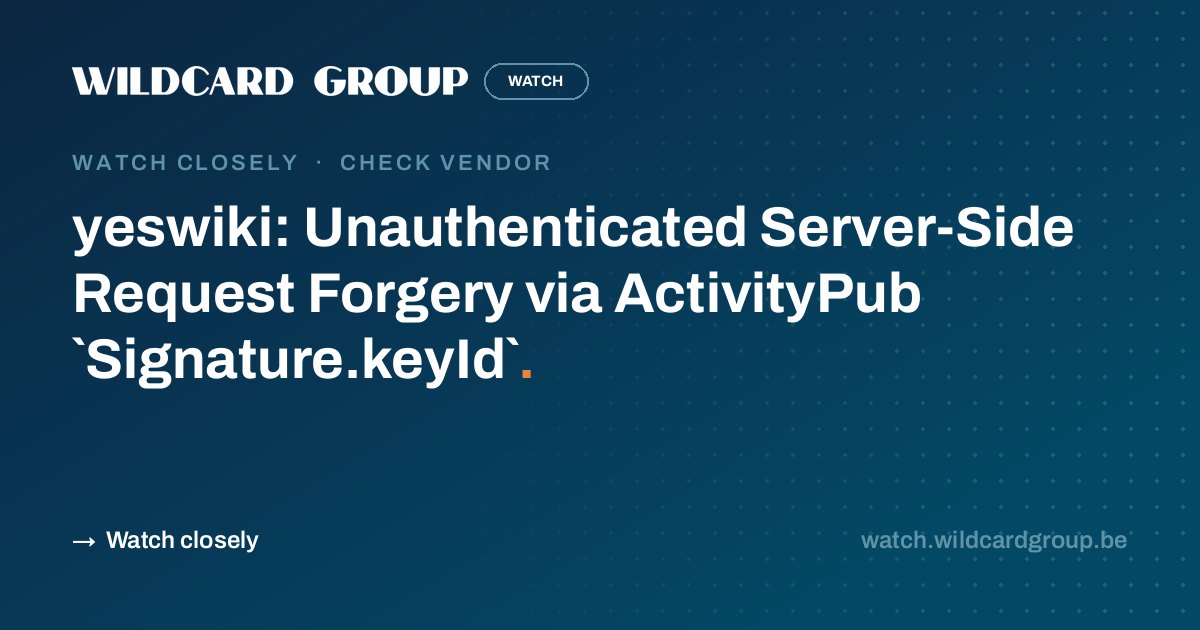 WILDCARD GROUP WATCH
WATCH CLOSELY · CHECK VENDOR
yeswiki: Unauthenticated Server-Side
Request Forgery via ActivityPub
`Signature.keyId`.
→ Watch closely
watch.wildcardgroup.be